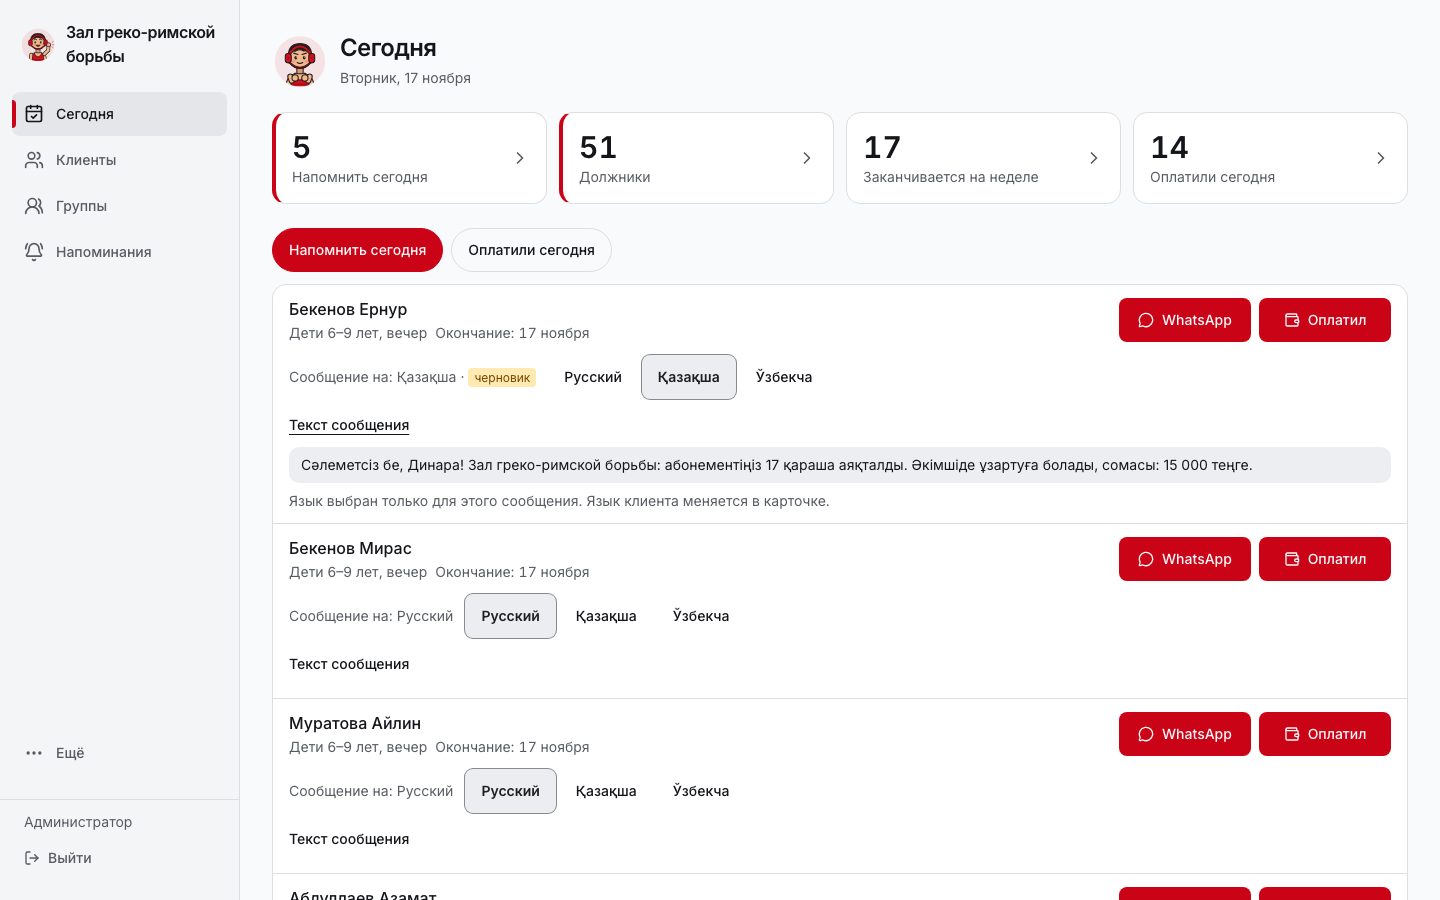 Зал греко-римской
борьбы
Сегодня
Клиенты
Группы
Напоминания
Ещё
Администратор
Выйти
Сегодня
Вторник, 17 ноября
5
Напомнить сегодня
51
Должники
17
Заканчивается на неделе
14
Оплатили сегодня
Напомнить сегодня
Оплатили сегодня
Бекенов Ернур
Дети 6–9 лет, вечер Окончание: 17 ноября
WhatsApp
Оплатил
Сообщение на: Қазақша · черновик Русский Қазақша Ўзбекча
Текст сообщения
Сәлеметсіз бе, Динара! Зал греко-римской борьбы: абонементіңіз 17 қараша аяқталды. Әкімшіде ұзартуға болады, сомасы: 15 000 теңге.
Язык выбран только для этого сообщения. Язык клиента меняется в карточке.
Бекенов Мирас
Дети 6–9 лет, вечер Окончание: 17 ноября
WhatsApp
Оплатил
Сообщение на: Русский Русский Қазақша Ўзбекча
Текст сообщения
Муратова Айлин
Дети 6–9 лет, вечер Окончание: 17 ноября
WhatsApp
Оплатил
Сообщение на: Русский Русский Қазақша Ўзбекча
Текст сообщения
Абдуллаев Азамат